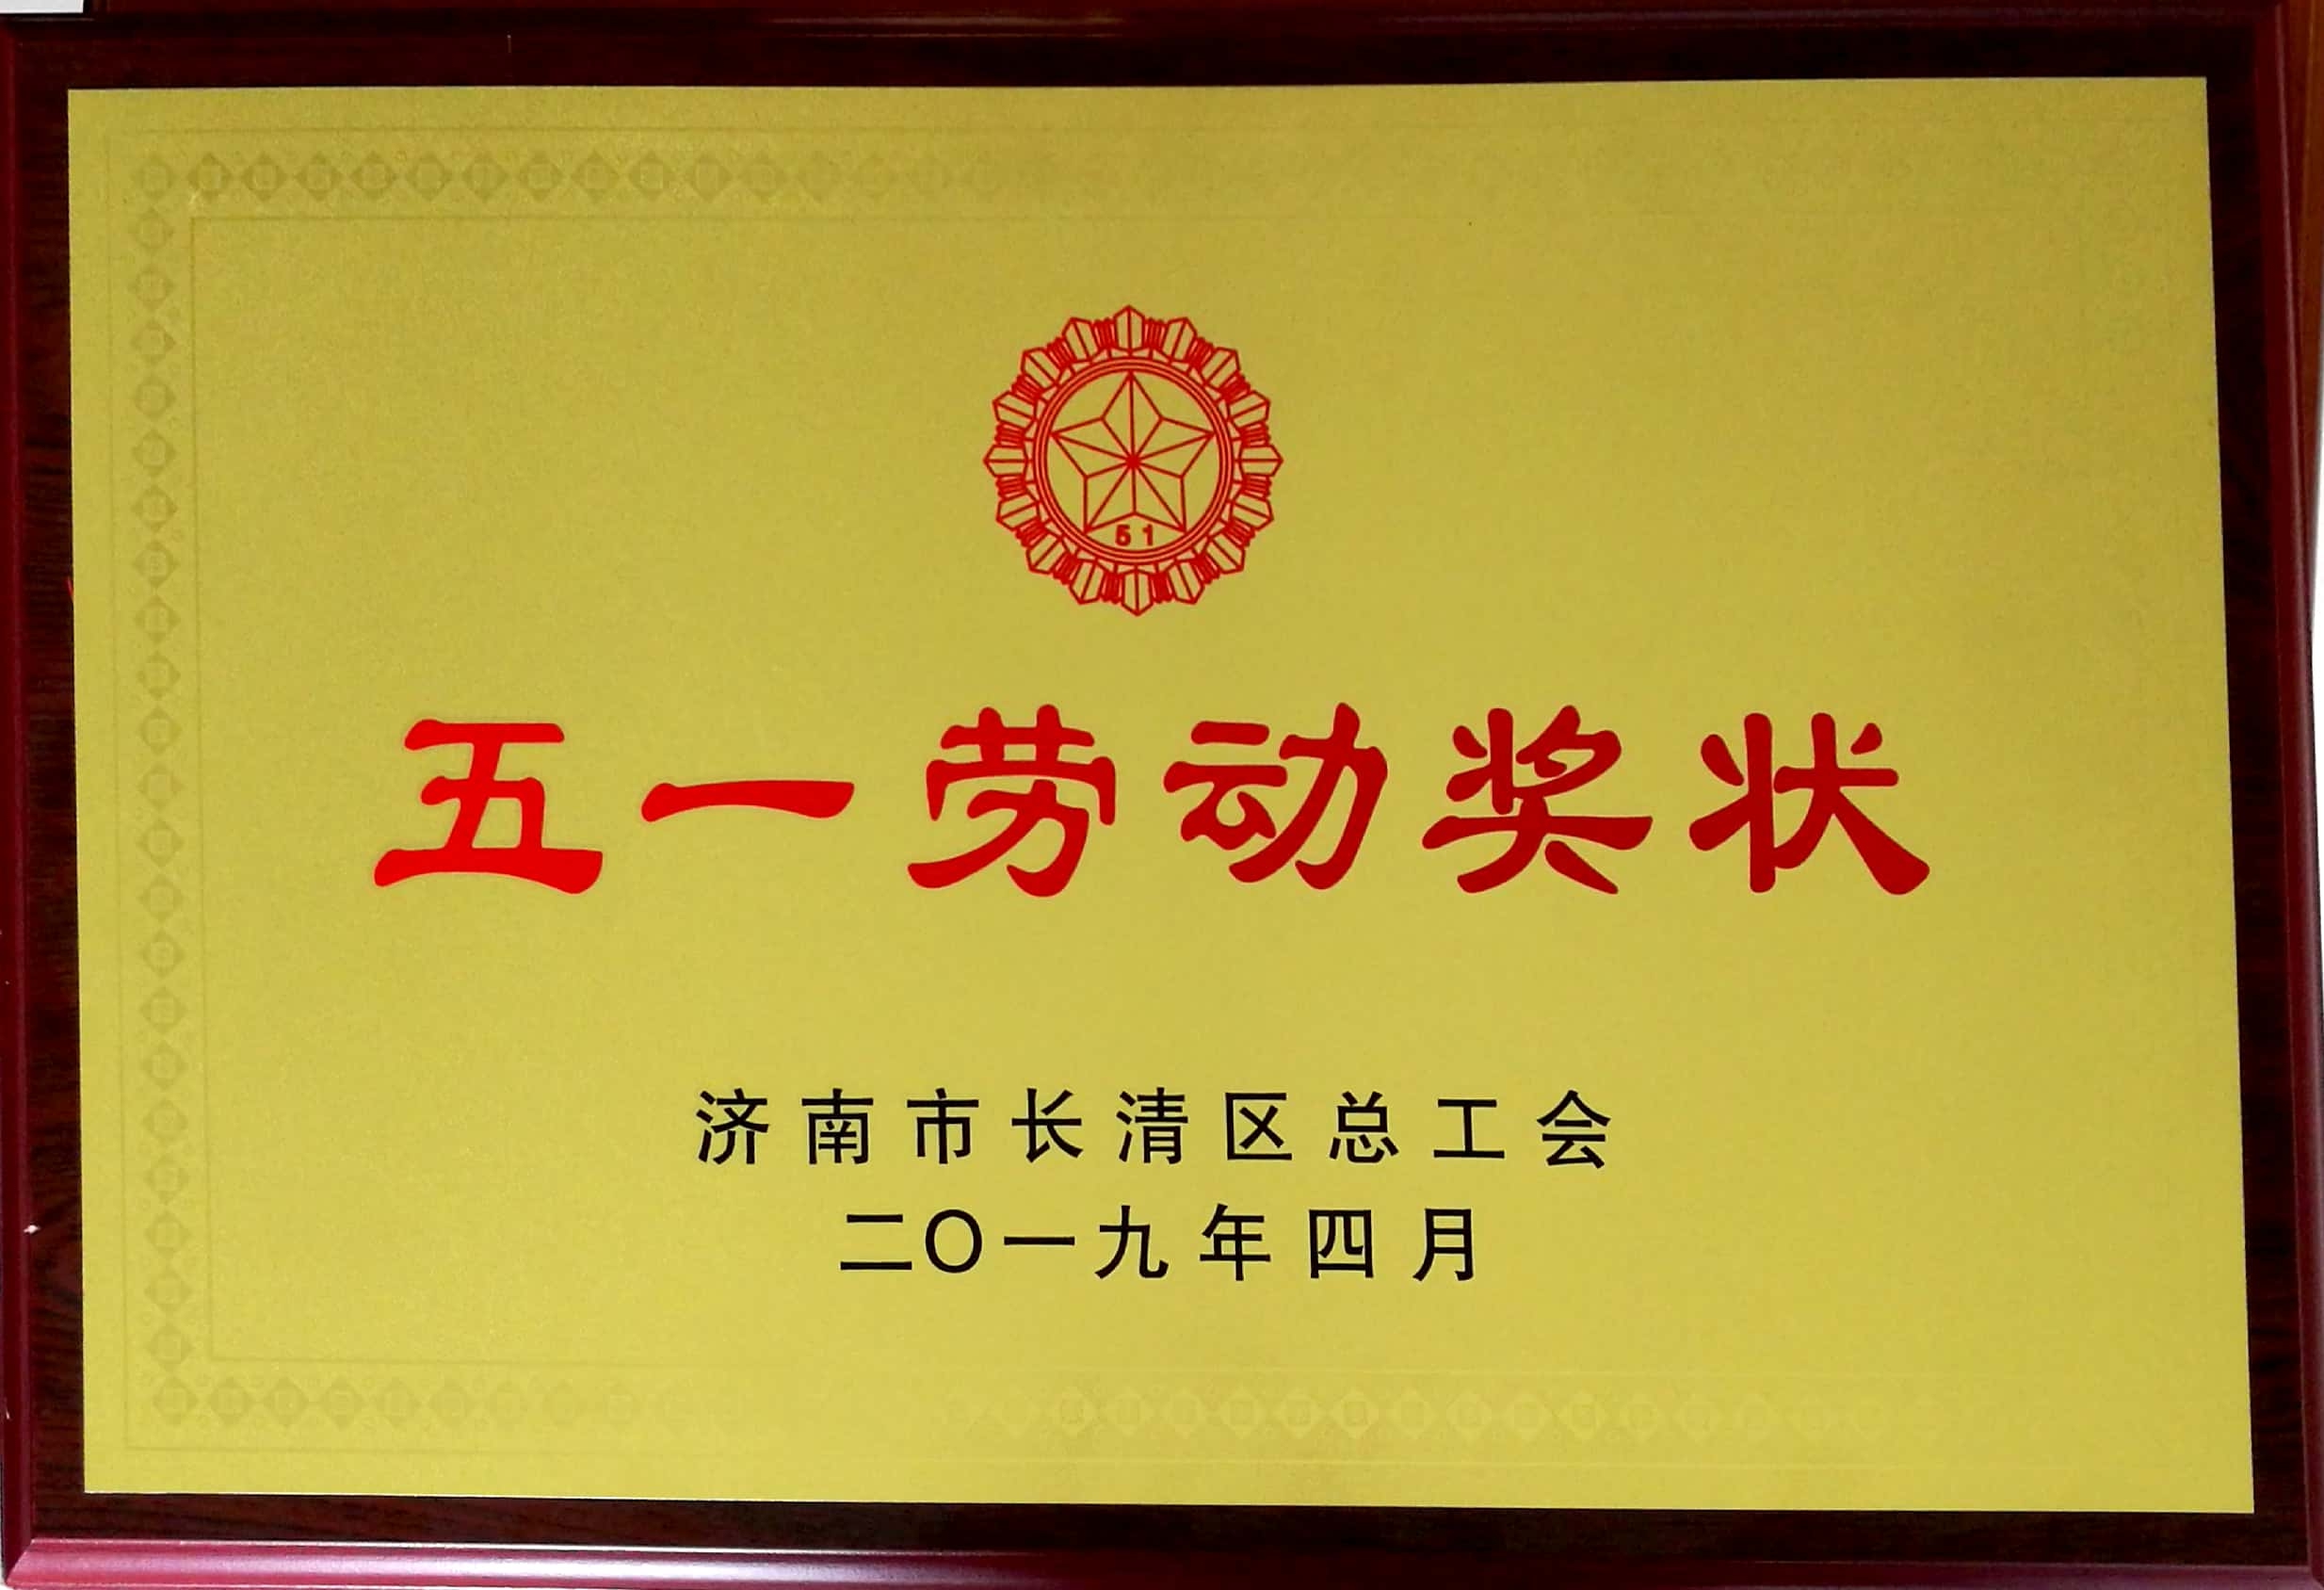 51
五一劳动奖状
济南市长清区总工会
二〇一九年四月